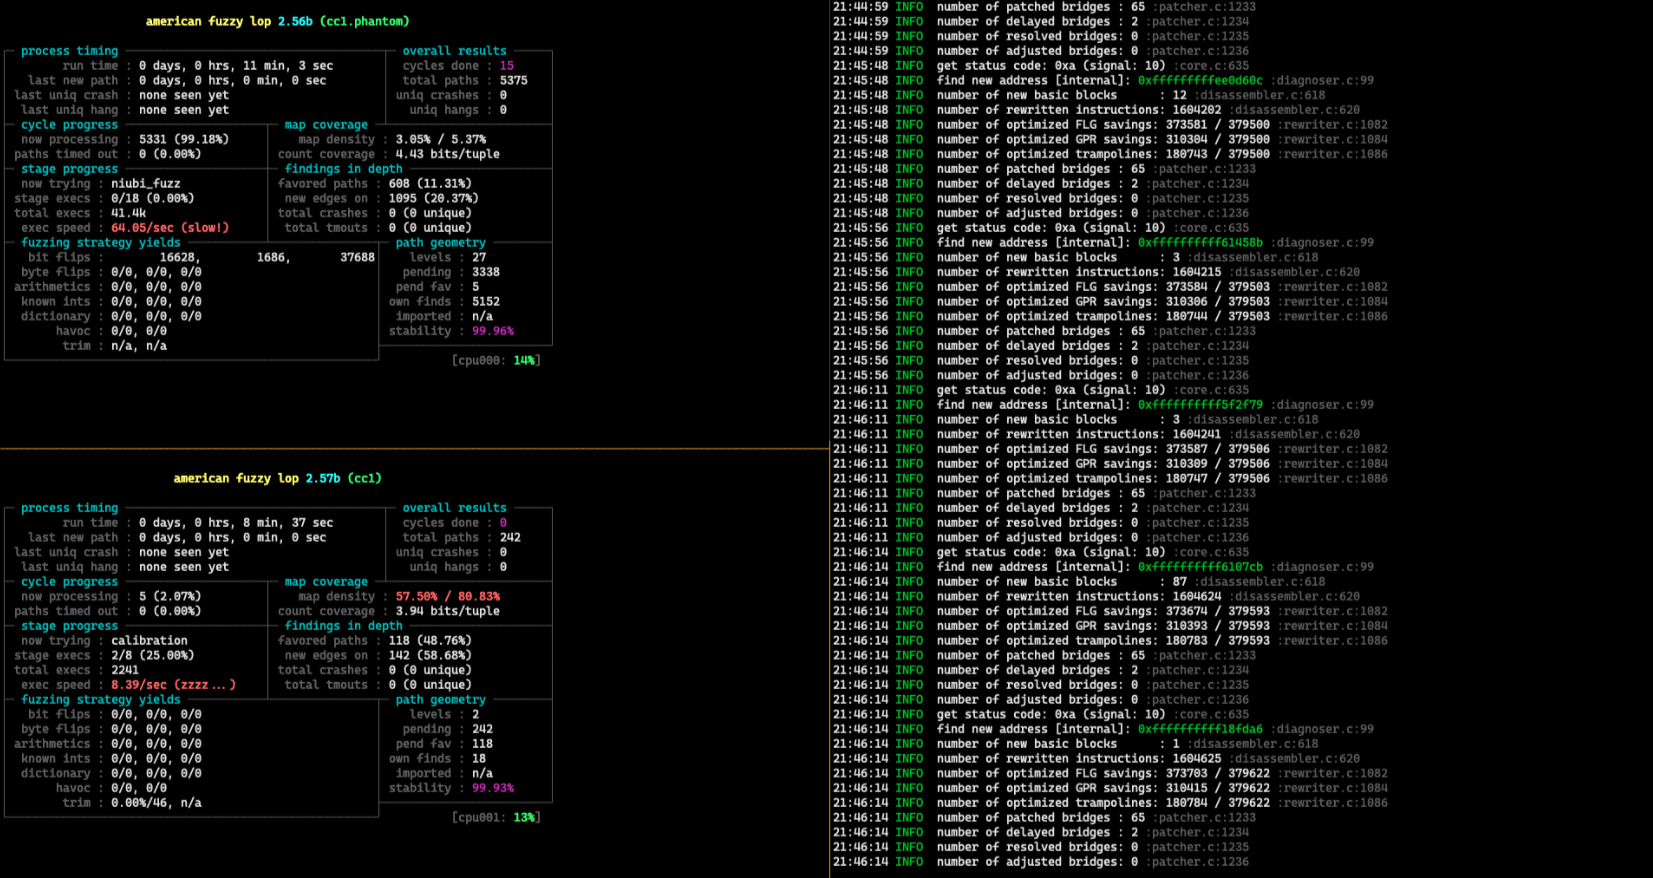 american fuzzy lop 2.56b (cc1.phantom)
process timing
overall results
run time : 0 days, 0 hrs, 11 min, 3 sec
cycles done : 15
last new path : 0 days, 0 hrs, 0 min, 0 sec
total paths : 5375
last uniq crash : none seen yet
uniq crashes : 0
last uniq hang : none seen yet
uniq hangs : 0
cycle progress
map coverage
now processing : 5331 (99.18%)
map density : 3.05% / 5.37%
paths timed out : 0 (0.00%)
count coverage : 4.43 bits/tuple
stage progress
findings in depth
now trying : niubi_fuzz
favored paths : 608 (11.31%)
stage execs : 0/18 (0.00%)
new edges on : 1095 (20.37%)
total execs : 41.4k
total crashes : 0 (0 unique)
exec speed : 64.05/sec (slow!)
total tmouts : 0 (0 unique)
fuzzing strategy yields
path geometry
bit flips : 16628, 1686, 37688
levels : 27
byte flips : 0/0, 0/0, 0/0
pending : 3338
arithmetics : 0/0, 0/0, 0/0
pend fav : 5
known ints : 0/0, 0/0, 0/0
own finds : 5152
dictionary : 0/0, 0/0, 0/0
imported : n/a
havoc : 0/0, 0/0
stability : 99.96%
trim : n/a, n/a
[cpu000: 14%]
american fuzzy lop 2.57b (cc1)
process timing
overall results
run time : 0 days, 0 hrs, 8 min, 37 sec
cycles done : 0
last new path : 0 days, 0 hrs, 0 min, 0 sec
total paths : 242
last uniq crash : none seen yet
uniq crashes : 0
last uniq hang : none seen yet
uniq hangs : 0
cycle progress
map coverage
now processing : 5 (2.07%)
map density : 57.50% / 80.83%
paths timed out : 0 (0.00%)
count coverage : 3.94 bits/tuple
stage progress
findings in depth
now trying : calibration
favored paths : 118 (48.76%)
stage execs : 2/8 (25.00%)
new edges on : 142 (58.68%)
total execs : 2241
total crashes : 0 (0 unique)
exec speed : 8.39/sec (zzzz...)
total tmouts : 0 (0 unique)
fuzzing strategy yields
path geometry
bit flips : 0/0, 0/0, 0/0
levels : 2
byte flips : 0/0, 0/0, 0/0
pending : 242
arithmetics : 0/0, 0/0, 0/0
pend fav : 118
known ints : 0/0, 0/0, 0/0
own finds : 18
dictionary : 0/0, 0/0, 0/0
imported : n/a
havoc : 0/0, 0/0
stability : 99.93%
trim : 0.00%/46, n/a
[cpu001: 13%]
21:44:59 INFO number of patched bridges : 65 :patcher.c:1233
21:44:59 INFO number of delayed bridges : 2 :patcher.c:1234
21:44:59 INFO number of resolved bridges: 0 :patcher.c:1235
21:44:59 INFO number of adjusted bridges: 0 :patcher.c:1236
21:45:48 INFO get status code: 0xa (signal: 10) :core.c:635
21:45:48 INFO find new address [internal]: 0xffffffffffee0d60c :diagnoser.c:99
21:45:48 INFO number of new basic blocks : 12 :disassembler.c:618
21:45:48 INFO number of rewritten instructions: 1604202 :disassembler.c:620
21:45:48 INFO number of optimized FLG savings: 373581 / 379500 :rewriter.c:1082
21:45:48 INFO number of optimized GPR savings: 310304 / 379500 :rewriter.c:1084
21:45:48 INFO number of optimized trampolines: 180743 / 379500 :rewriter.c:1086
21:45:48 INFO number of patched bridges : 65 :patcher.c:1233
21:45:48 INFO number of delayed bridges : 2 :patcher.c:1234
21:45:48 INFO number of resolved bridges: 0 :patcher.c:1235
21:45:48 INFO number of adjusted bridges: 0 :patcher.c:1236
21:45:56 INFO get status code: 0xa (signal: 10) :core.c:635
21:45:56 INFO find new address [internal]: 0xffffffffff61458b :diagnoser.c:99
21:45:56 INFO number of new basic blocks : 3 :disassembler.c:618
21:45:56 INFO number of rewritten instructions: 1604215 :disassembler.c:620
21:45:56 INFO number of optimized FLG savings: 373584 / 379503 :rewriter.c:1082
21:45:56 INFO number of optimized GPR savings: 310306 / 379503 :rewriter.c:1084
21:45:56 INFO number of optimized trampolines: 180744 / 379503 :rewriter.c:1086
21:45:56 INFO number of patched bridges : 65 :patcher.c:1233
21:45:56 INFO number of delayed bridges : 2 :patcher.c:1234
21:45:56 INFO number of resolved bridges: 0 :patcher.c:1235
21:45:56 INFO number of adjusted bridges: 0 :patcher.c:1236
21:46:11 INFO get status code: 0xa (signal: 10) :core.c:635
21:46:11 INFO find new address [internal]: 0xffffffffff5f2f79 :diagnoser.c:99
21:46:11 INFO number of new basic blocks : 3 :disassembler.c:618
21:46:11 INFO number of rewritten instructions: 1604241 :disassembler.c:620
21:46:11 INFO number of optimized FLG savings: 373587 / 379506 :rewriter.c:1082
21:46:11 INFO number of optimized GPR savings: 310309 / 379506 :rewriter.c:1084
21:46:11 INFO number of optimized trampolines: 180747 / 379506 :rewriter.c:1086
21:46:11 INFO number of patched bridges : 65 :patcher.c:1233
21:46:11 INFO number of delayed bridges : 2 :patcher.c:1234
21:46:11 INFO number of resolved bridges: 0 :patcher.c:1235
21:46:11 INFO number of adjusted bridges: 0 :patcher.c:1236
21:46:14 INFO get status code: 0xa (signal: 10) :core.c:635
21:46:14 INFO find new address [internal]: 0xffffffffff6107cb :diagnoser.c:99
21:46:14 INFO number of new basic blocks : 87 :disassembler.c:618
21:46:14 INFO number of rewritten instructions: 1604624 :disassembler.c:620
21:46:14 INFO number of optimized FLG savings: 373674 / 379593 :rewriter.c:1082
21:46:14 INFO number of optimized GPR savings: 310393 / 379593 :rewriter.c:1084
21:46:14 INFO number of optimized trampolines: 180783 / 379593 :rewriter.c:1086
21:46:14 INFO number of patched bridges : 65 :patcher.c:1233
21:46:14 INFO number of delayed bridges : 2 :patcher.c:1234
21:46:14 INFO number of resolved bridges: 0 :patcher.c:1235
21:46:14 INFO number of adjusted bridges: 0 :patcher.c:1236
21:46:14 INFO get status code: 0xa (signal: 10) :core.c:635
21:46:14 INFO find new address [internal]: 0xffffffffff18fda6 :diagnoser.c:99
21:46:14 INFO number of new basic blocks : 1 :disassembler.c:618
21:46:14 INFO number of rewritten instructions: 1604625 :disassembler.c:620
21:46:14 INFO number of optimized FLG savings: 373703 / 379622 :rewriter.c:1082
21:46:14 INFO number of optimized GPR savings: 310415 / 379622 :rewriter.c:1084
21:46:14 INFO number of optimized trampolines: 180784 / 379622 :rewriter.c:1086
21:46:14 INFO number of patched bridges : 65 :patcher.c:1233
21:46:14 INFO number of delayed bridges : 2 :patcher.c:1234
21:46:14 INFO number of resolved bridges: 0 :patcher.c:1235
21:46:14 INFO number of adjusted bridges: 0 :patcher.c:1236